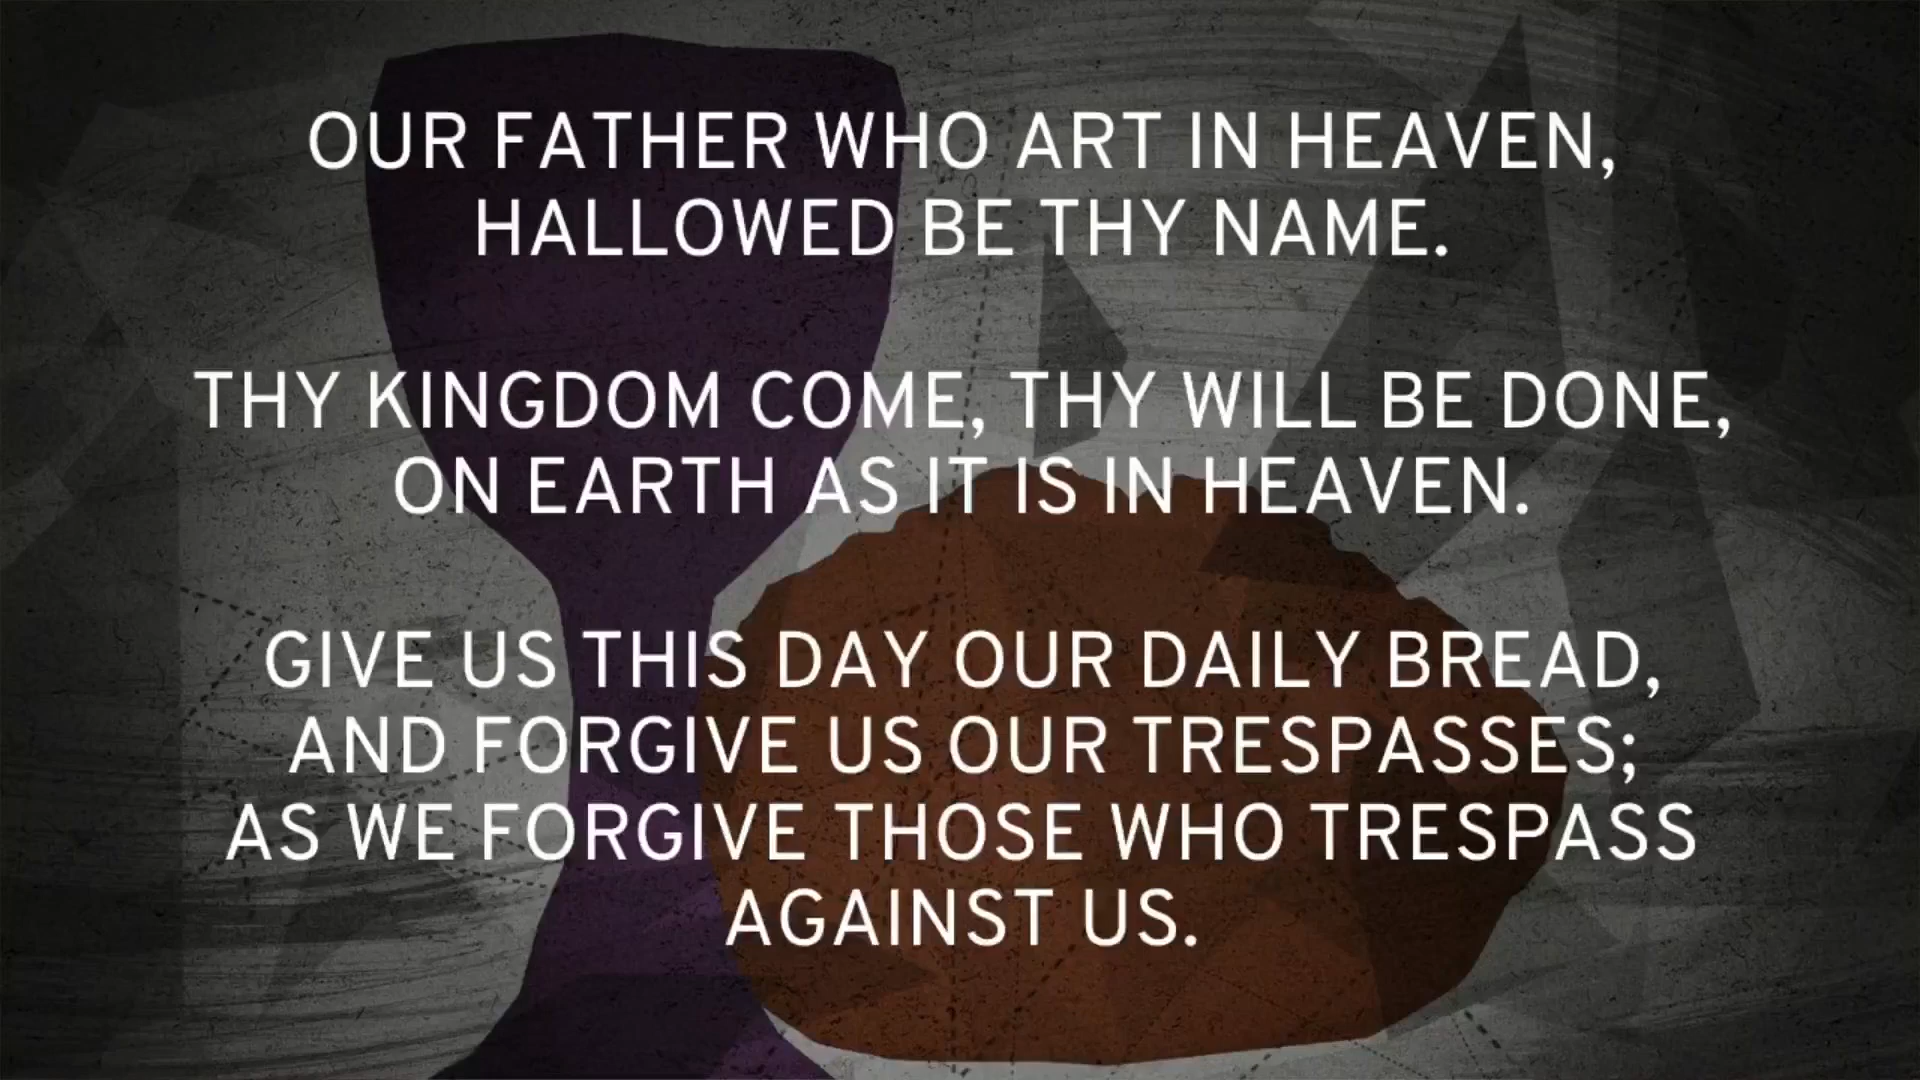 OUR FATHER WHO ART IN HEAVEN,
HALLOWED BE THY NAME.
THY KINGDOM COME, THY WILL BE DONE,
ON EARTH AS IT IS IN HEAVEN.
GIVE US THIS DAY OUR DAILY BREAD,
AND FORGIVE US OUR TRESPASSES;
AS WE FORGIVE THOSE WHO TRESPASS
AGAINST US.